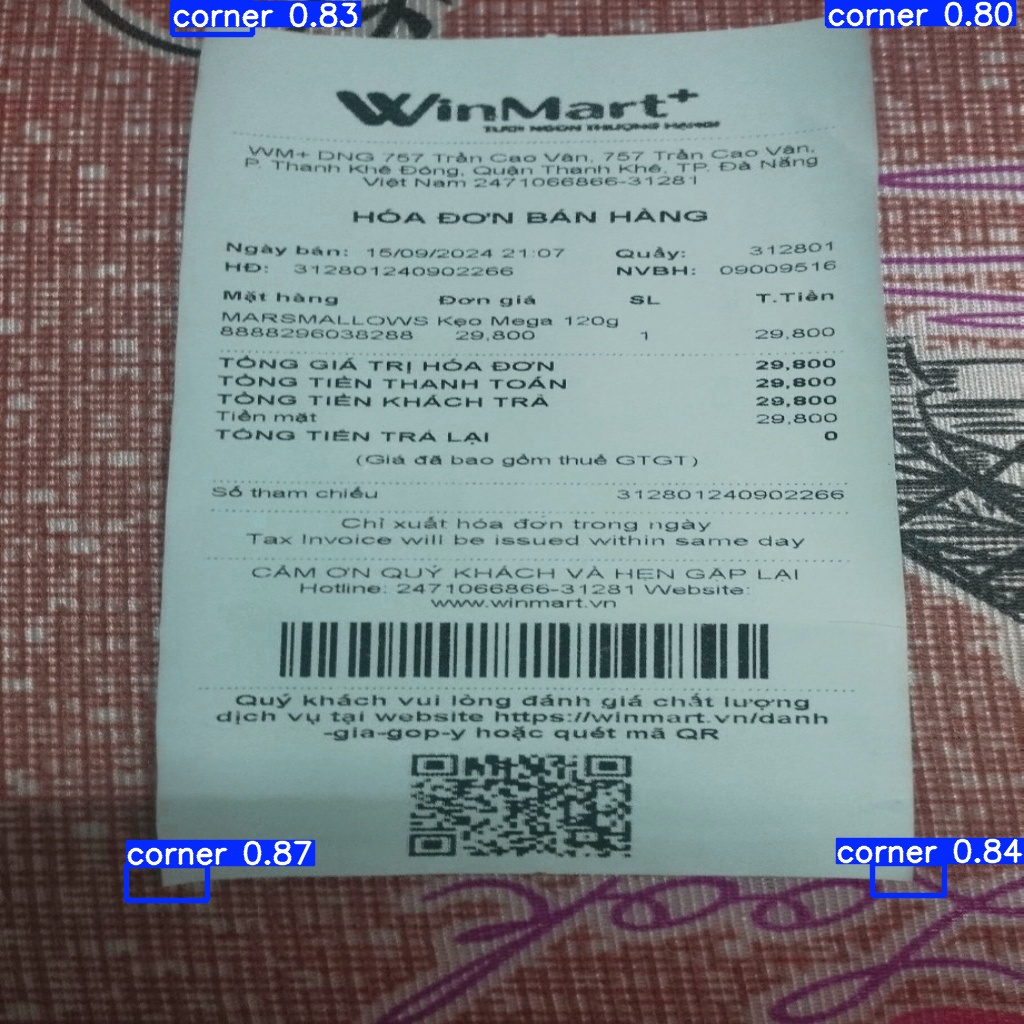 corner 0.83
corner 0.80
WinMart+
TƯƠI NGON THƯỢNG HẠNG!
WM+ DNG 757 Trần Cao Vân, 757 Trần Cao Vân,
P. Thanh Khê Đông, Quận Thanh Khê, TP. Đà Nẵng
Việt Nam 2471066866-31281
HÓA ĐƠN BÁN HÀNG
Ngày bán: 15/09/2024 21:07 Quầy: 312801
HĐ: 312801240902266 NVBH: 09009516
Mặt hàng Đơn giá SL T.Tiền
MARSMALLOWS Kẹo Mega 120g
8888296038288 29,800 1 29,800
TỔNG GIÁ TRỊ HÓA ĐƠN 29,800
TỔNG TIỀN THANH TOÁN 29,800
TỔNG TIỀN KHÁCH TRẢ 29,800
Tiền mặt 29,800
TỔNG TIỀN TRẢ LẠI 0
(Giá đã bao gồm thuế GTGT)
Số tham chiếu 312801240902266
Chỉ xuất hóa đơn trong ngày
Tax Invoice will be issued within same day
CẢM ƠN QUÝ KHÁCH VÀ HẸN GẶP LẠI
Hotline: 2471066866-31281 Website:
www.winmart.vn
Quý khách vui lòng đánh giá chất lượng
dịch vụ tại website https://winmart.vn/danh
-gia-gop-y hoặc quét mã QR
corner 0.87
corner 0.84